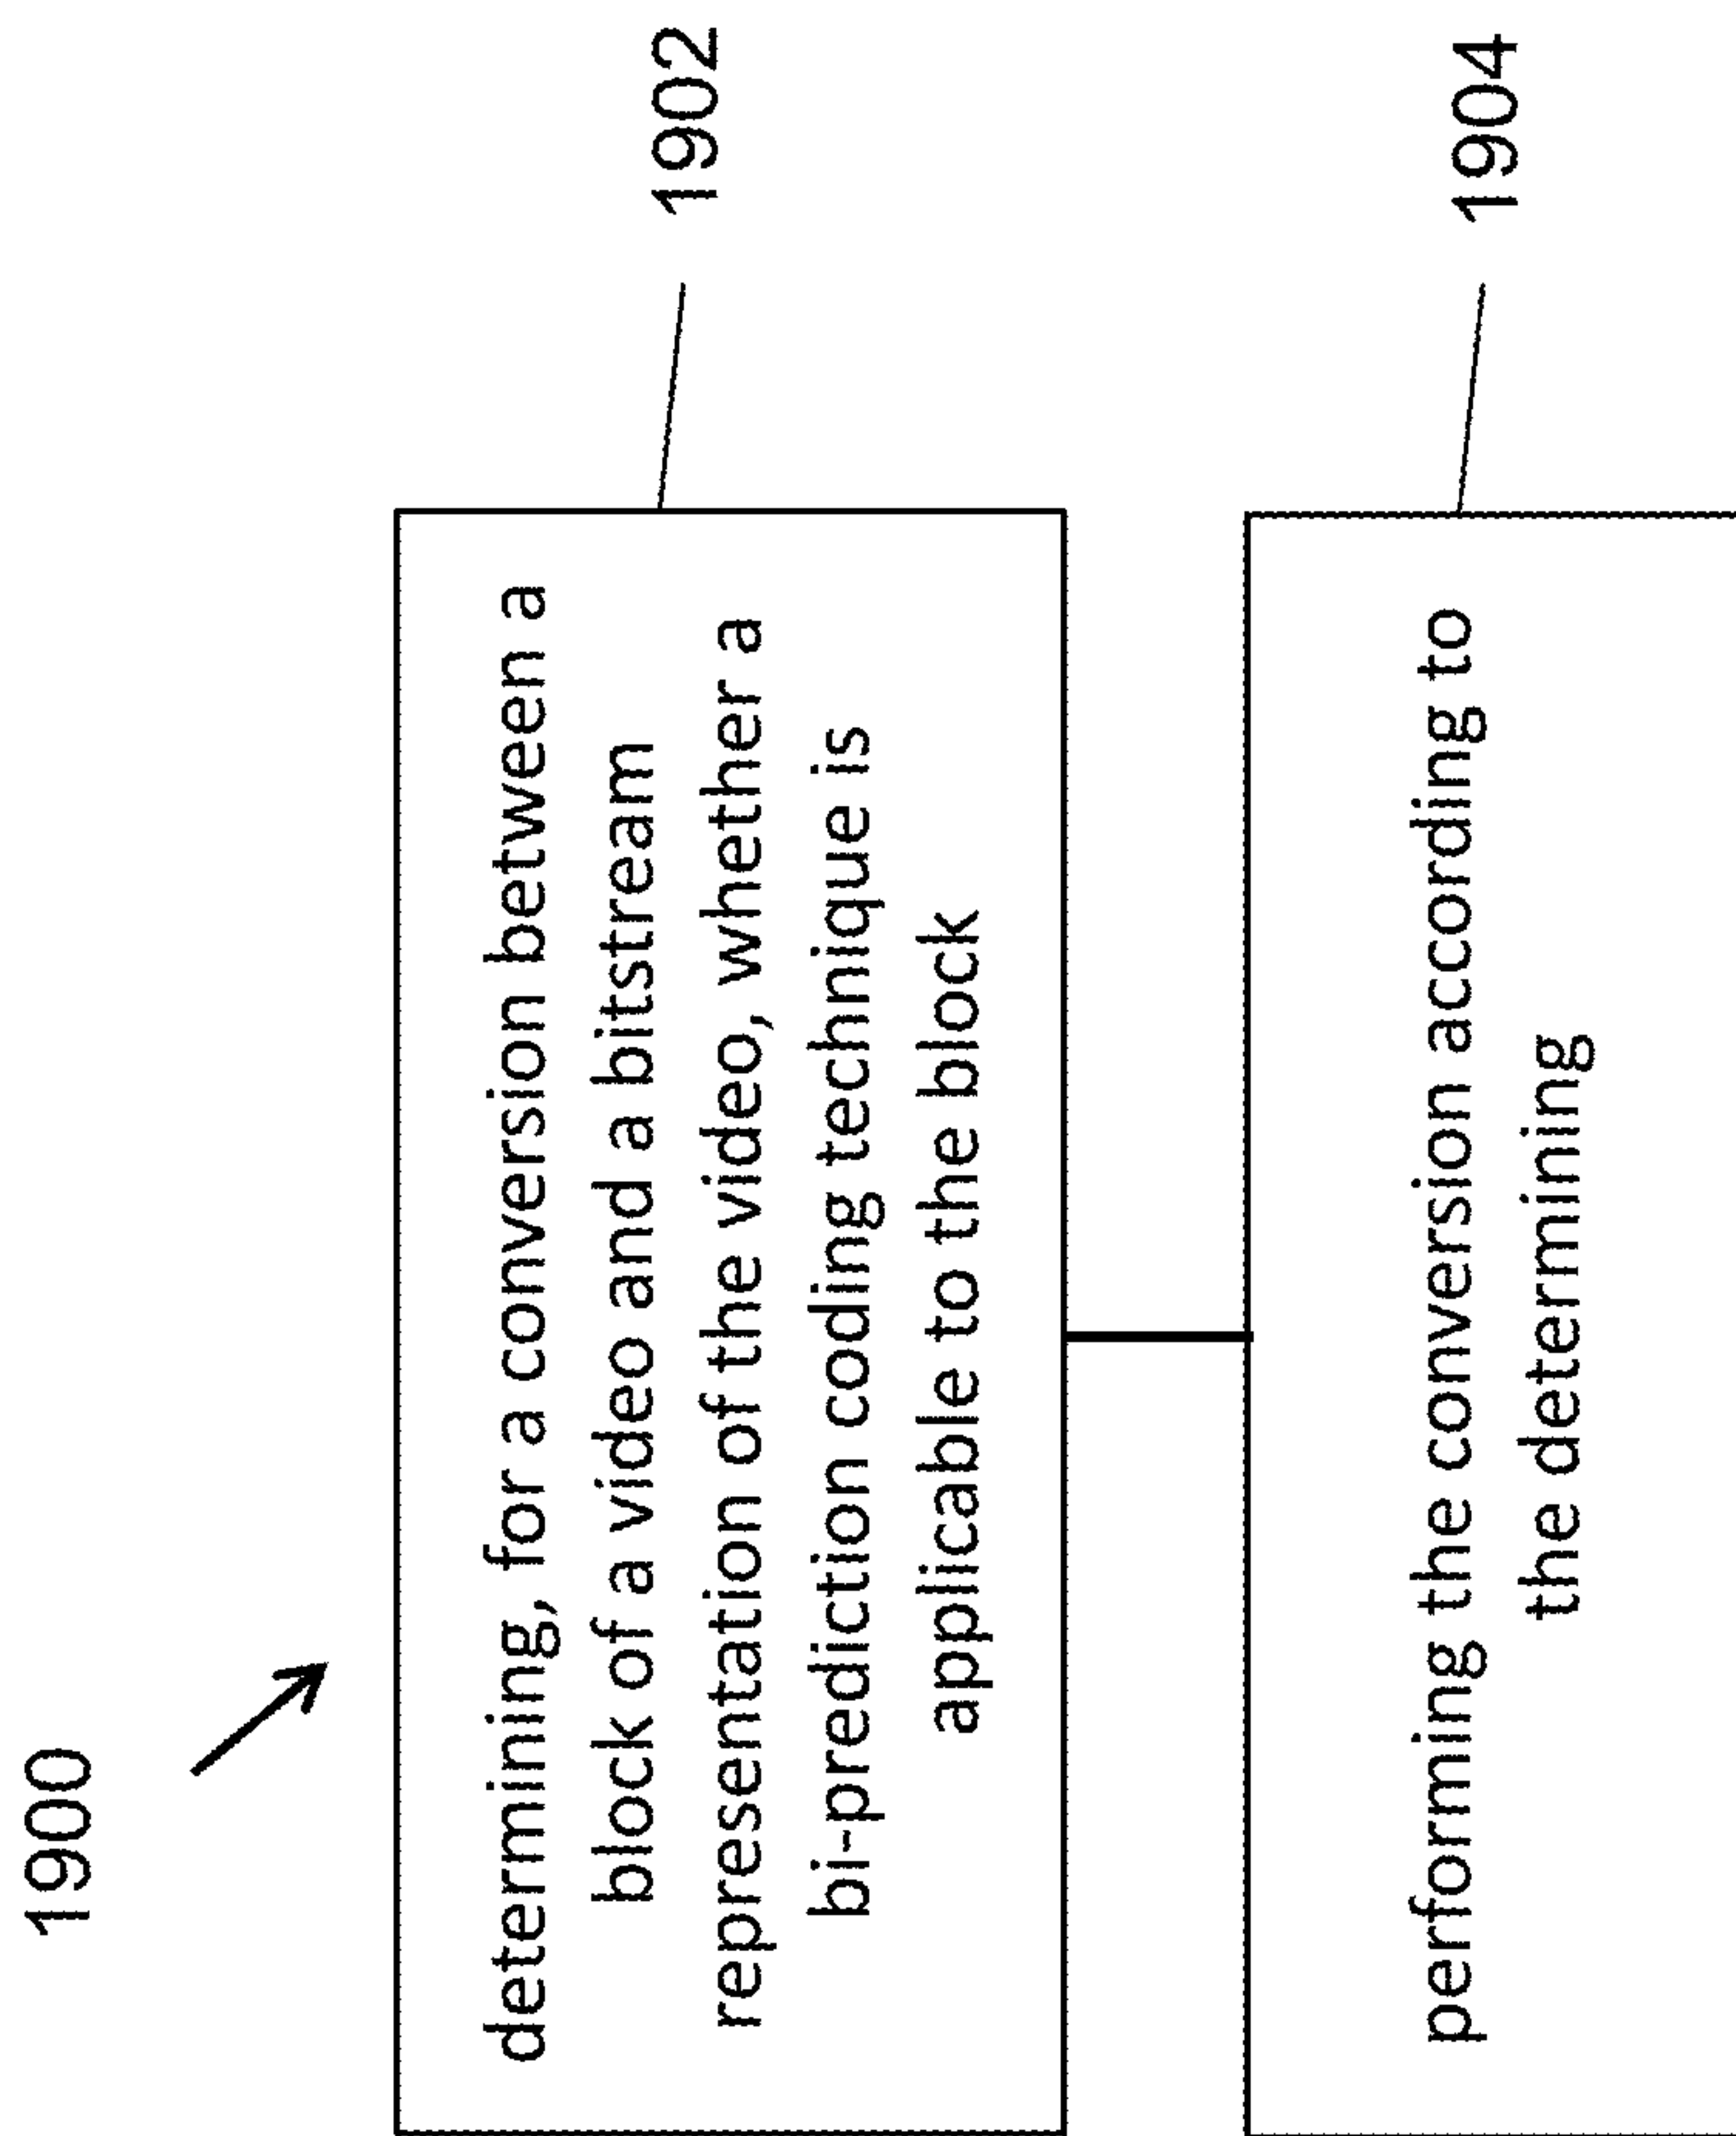 1900
determining, for a conversion between a
block of a video and a bitstream
representation of the video, whether a
bi-prediction coding technique is
applicable to the block
1902
performing the conversion according to
the determining
1904